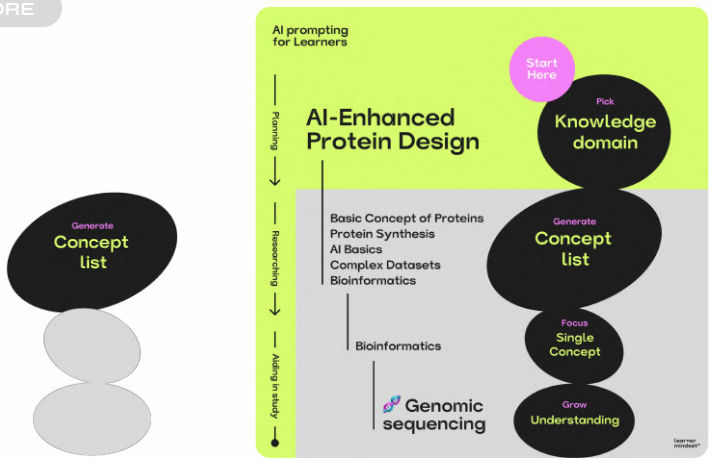 ORE
Generate
Concept
list
AI prompting
for Learners
Start
Here
Pick
Knowledge
domain
Planning
AI-Enhanced
Protein Design
Researching
Basic Concept of Proteins
Protein Synthesis
AI Basics
Complex Datasets
Bioinformatics
Generate
Concept
list
Focus
Single
Concept
Bioinformatics
Aiding in study
Genomic
sequencing
Grow
Understanding
learner
mindset™